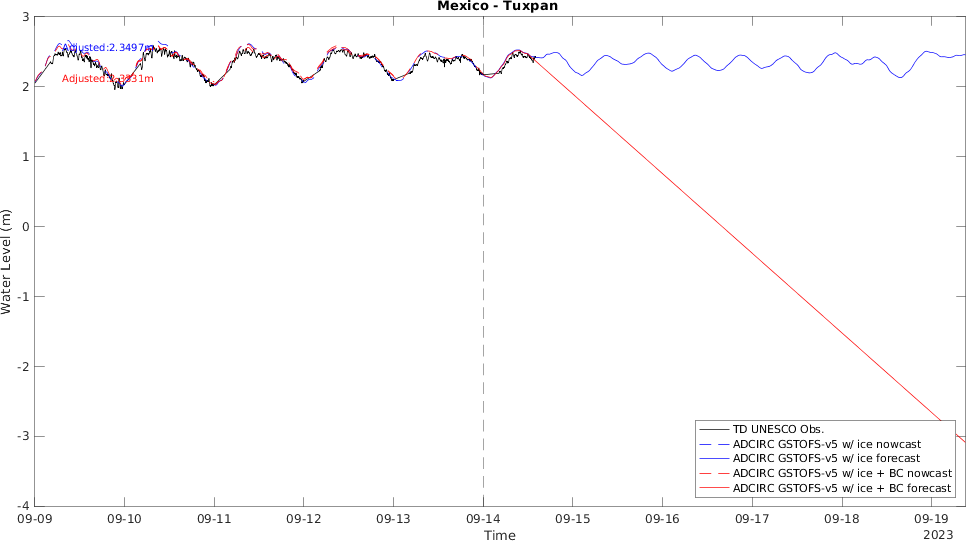 Mexico - Tuxpan
3
2
1
0
-1
-2
-3
-4
Water Level (m)
Adjusted:2.3497m
Adjusted:
TD UNESCO Obs.
ADCIRC GSTOFS-v5 w/ ice nowcast
ADCIRC GSTOFS-v5 w/ ice forecast
ADCIRC GSTOFS-v5 w/ ice + BC nowcast
ADCIRC GSTOFS-v5 w/ ice + BC forecast
09-09 09-10 09-11 09-12 09-13 09-14 09-15 09-16 09-17 09-18 09-19
Time
2023